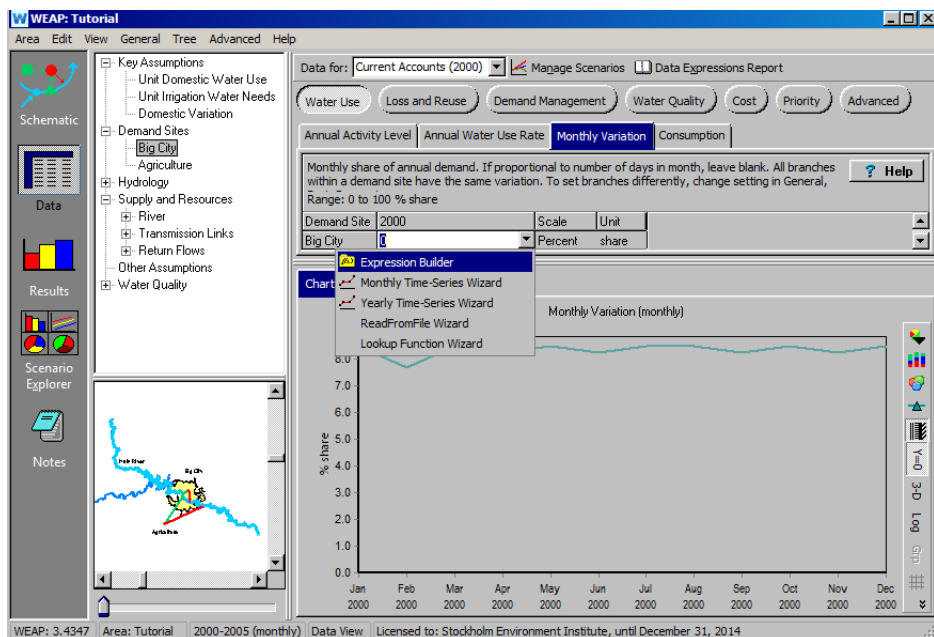 WEAP: Tutorial
Area Edit View General Tree Advanced Help
Schematic
Data
Results
Scenario
Explorer
Notes
Key Assumptions
Unit Domestic Water Use
Unit Irrigation Water Needs
Domestic Variation
Demand Sites
Big City
Agriculture
Hydrology
Supply and Resources
River
Transmission Links
Return Flows
Other Assumptions
Water Quality
Main River
Big City
Agriculture
Data for: Current Accounts (2000) Manage Scenarios Data Expressions Report
Water Use Loss and Reuse Demand Management Water Quality Cost Priority Advanced
Annual Activity Level Annual Water Use Rate Monthly Variation Consumption
Monthly share of annual demand. If proportional to number of days in month, leave blank. All branches
within a demand site have the same variation. To set branches differently, change setting in General,
Range: 0 to 100 % share
? Help
Demand Site 2000 Scale Unit
Big City 0 Percent share
Expression Builder
Monthly Time-Series Wizard
Yearly Time-Series Wizard
ReadFromFile Wizard
Lookup Function Wizard
Chart
Monthly Variation (monthly)
% share
8.0
7.0
6.0
5.0
4.0
3.0
2.0
1.0
0.0
Jan Feb Mar Apr May Jun Jul Aug Sep Oct Nov Dec
2000 2000 2000 2000 2000 2000 2000 2000 2000 2000 2000 2000
Y=0
3-D
Log
WEAP: 3.4347 Area: Tutorial 2000-2005 (monthly) Data View Licensed to: Stockholm Environment Institute, until December 31, 2014